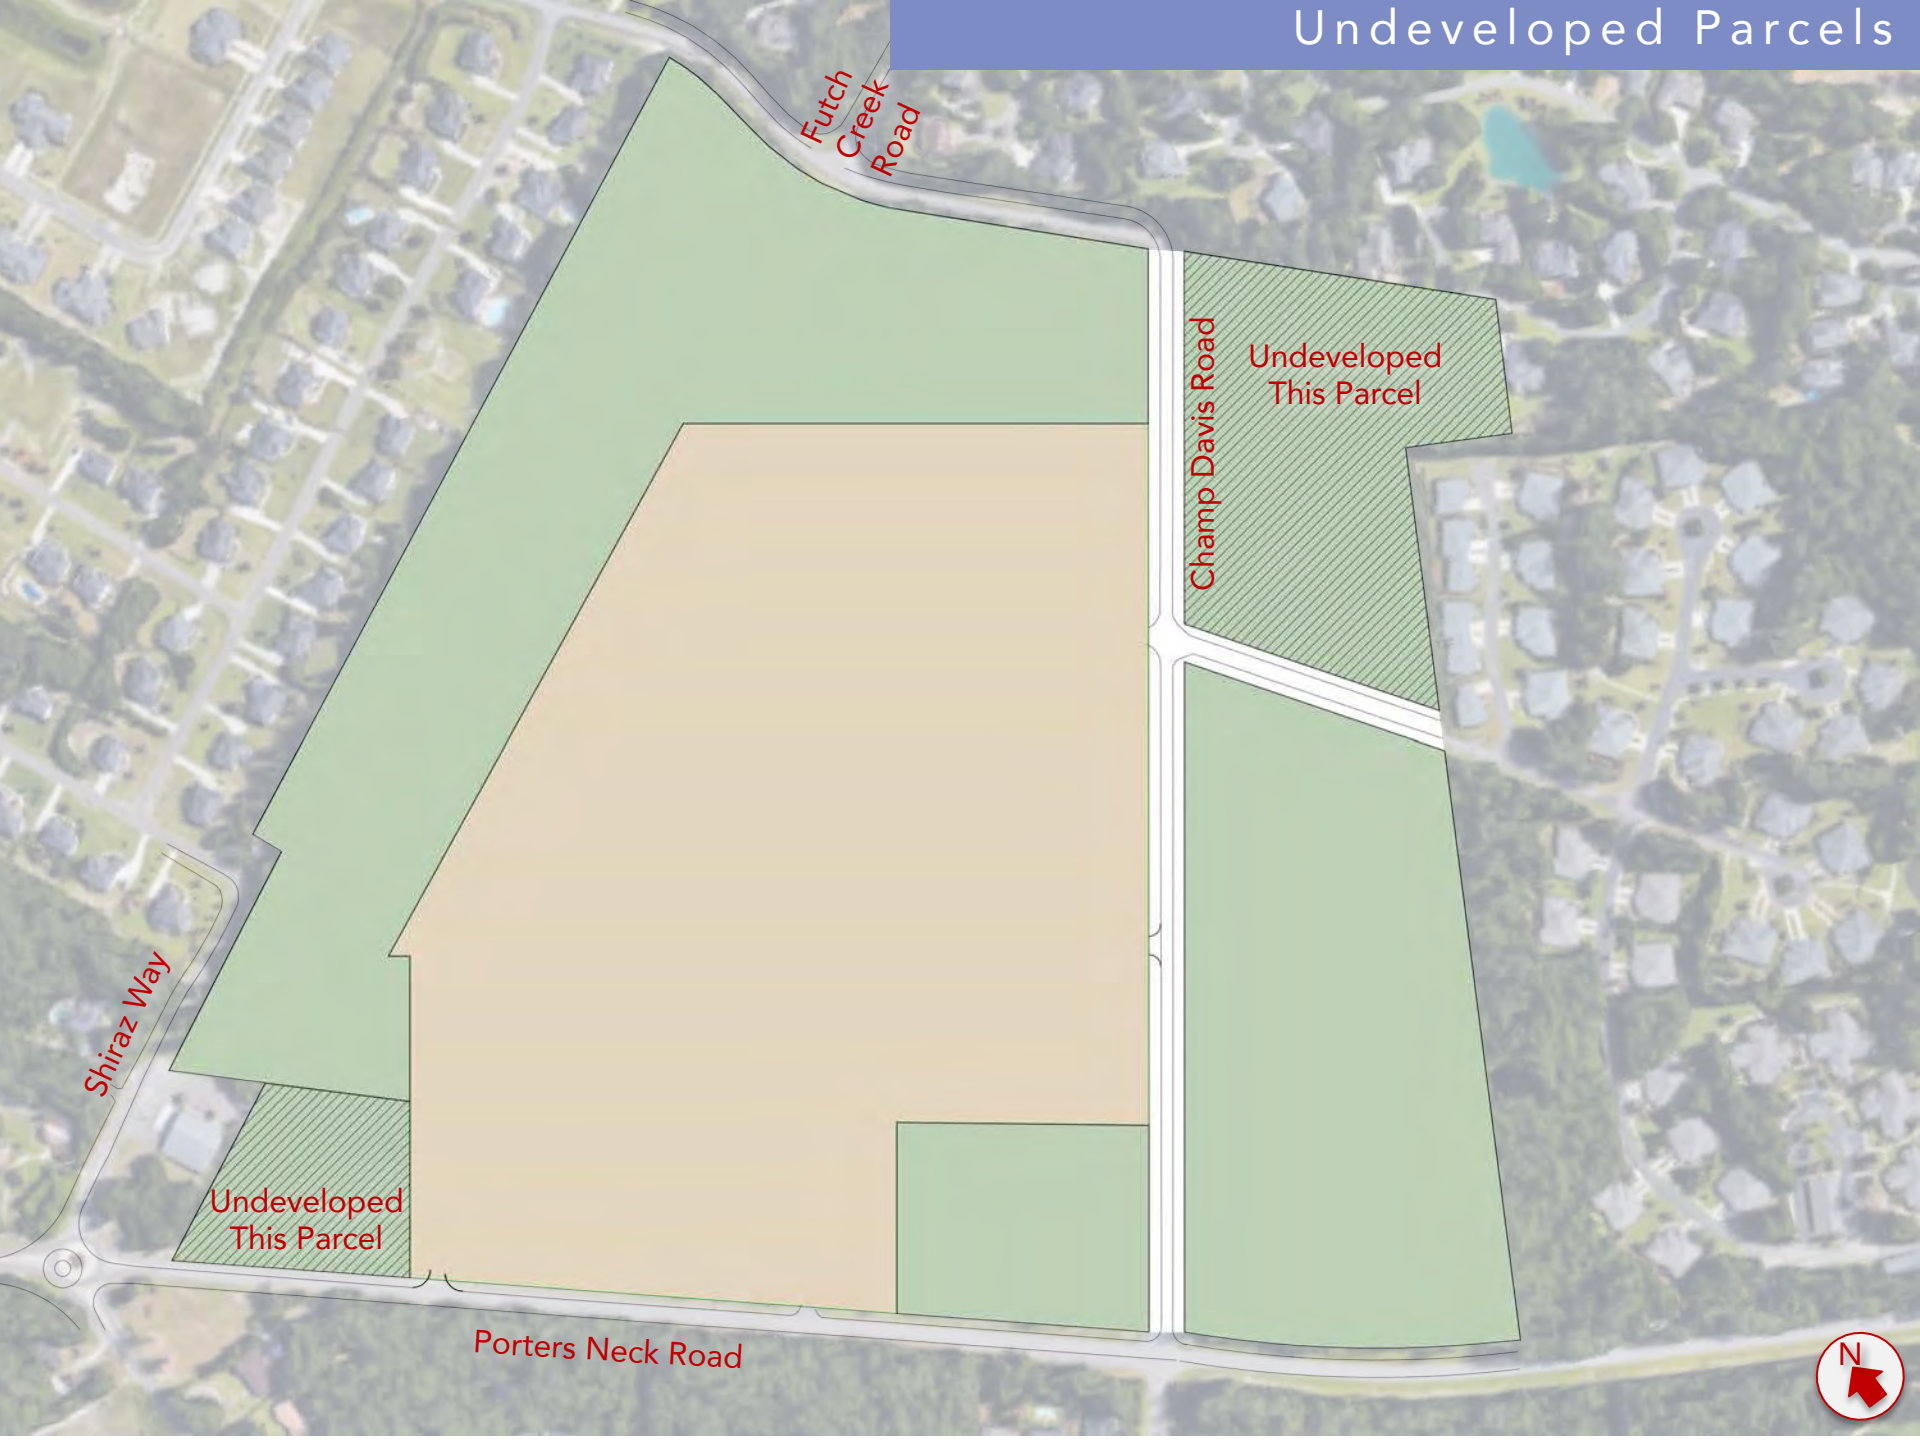 Undeveloped Parcels
Futch
Creek
Road
Champ Davis Road
Undeveloped
This Parcel
Shiraz Way
Undeveloped
This Parcel
Porters Neck Road
N